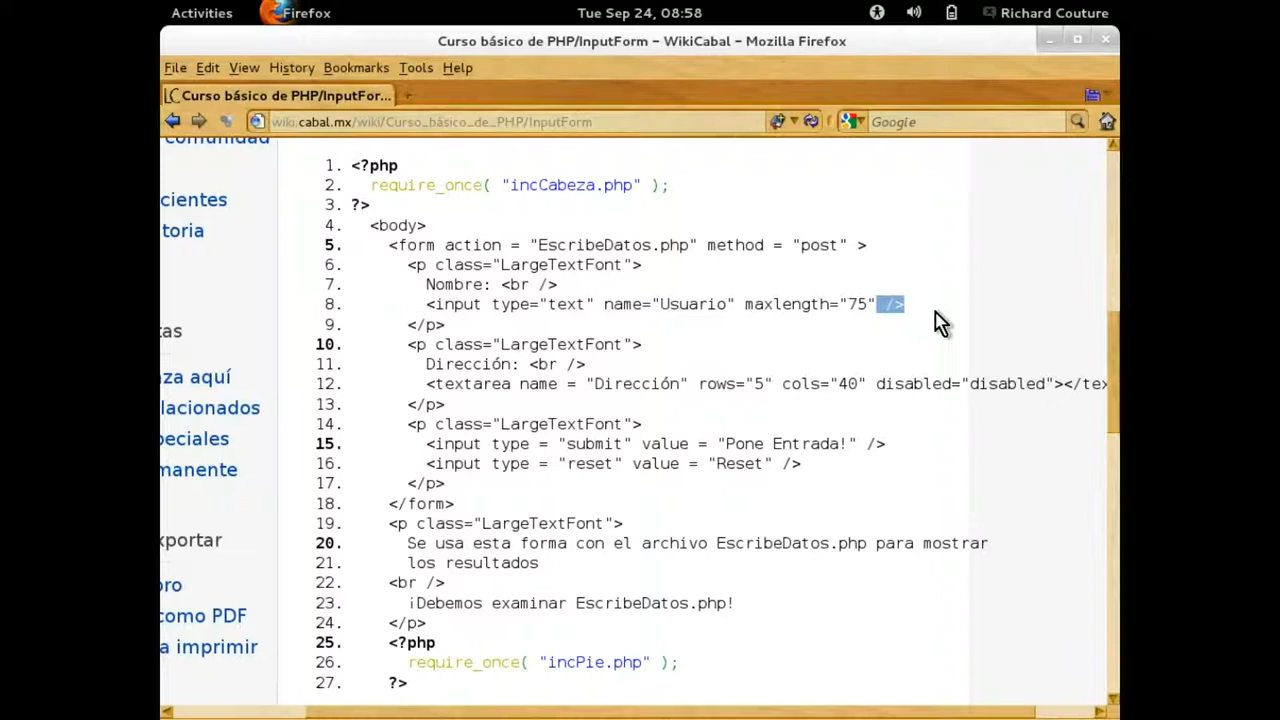 Activities Firefox Tue Sep 24, 08:58 Richard Couture
Curso básico de PHP/InputForm - WikiCabal - Mozilla Firefox
File Edit View History Bookmarks Tools Help
Curso básico de PHP/InputFor...
wiki.cabal.mx/wiki/Curso_básico_de_PHP/InputForm Google
comunidad
cientes
toria
tas
za aquí
lacionados
peciales
manente
xportar
ro
como PDF
a imprimir
1. <?php
2. require_once( "incCabeza.php" );
3. ?>
4. <body>
5. <form action = "EscribeDatos.php" method = "post" >
6. <p class="LargeTextFont">
7. Nombre: <br />
8. <input type="text" name="Usuario" maxlength="75" />
9. </p>
10. <p class="LargeTextFont">
11. Dirección: <br />
12. <textarea name = "Dirección" rows="5" cols="40" disabled="disabled"></tex
13. </p>
14. <p class="LargeTextFont">
15. <input type = "submit" value = "Pone Entrada!" />
16. <input type = "reset" value = "Reset" />
17. </p>
18. </form>
19. <p class="LargeTextFont">
20. Se usa esta forma con el archivo EscribeDatos.php para mostrar
21. los resultados
22. <br />
23. ¡Debemos examinar EscribeDatos.php!
24. </p>
25. <?php
26. require_once( "incPie.php" );
27. ?>